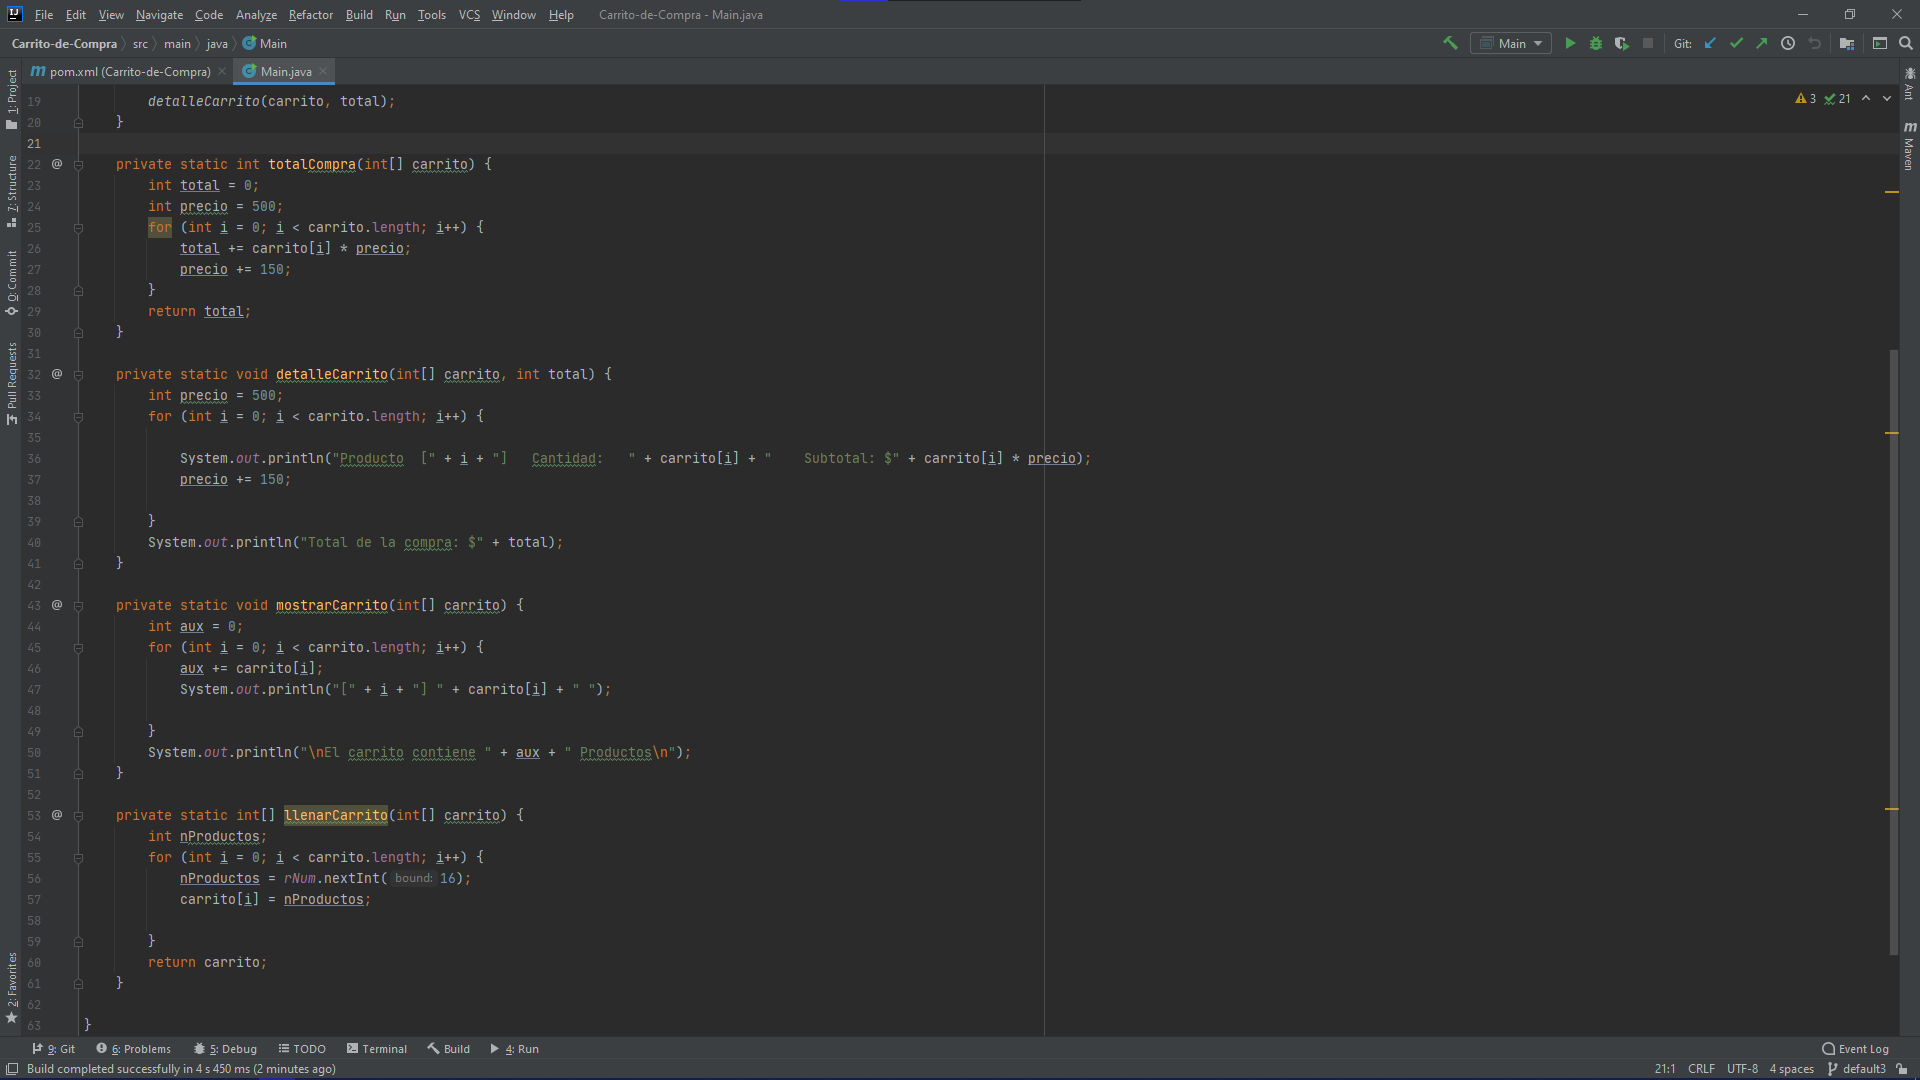 File Edit View Navigate Code Analyze Refactor Build Run Tools VCS Window Help Carrito-de-Compra - Main.java
Carrito-de-Compra src main java Main Main Git:
pom.xml (Carrito-de-Compra) Main.java
1: Project
7: Structure
0: Commit
Pull Requests
2: Favorites
Ant
Maven
3 21
19 detalleCarrito(carrito, total);
20 }
21
22 @ private static int totalCompra(int[] carrito) {
23 int total = 0;
24 int precio = 500;
25 for (int i = 0; i < carrito.length; i++) {
26 total += carrito[i] * precio;
27 precio += 150;
28 }
29 return total;
30 }
31
32 @ private static void detalleCarrito(int[] carrito, int total) {
33 int precio = 500;
34 for (int i = 0; i < carrito.length; i++) {
35
36 System.out.println("Producto  [" + i + "]   Cantidad:   " + carrito[i] + "    Subtotal: $" + carrito[i] * precio);
37 precio += 150;
38
39 }
40 System.out.println("Total de la compra: $" + total);
41 }
42
43 @ private static void mostrarCarrito(int[] carrito) {
44 int aux = 0;
45 for (int i = 0; i < carrito.length; i++) {
46 aux += carrito[i];
47 System.out.println("[" + i + "] " + carrito[i] + " ");
48
49 }
50 System.out.println("\nEl carrito contiene " + aux + " Productos\n");
51 }
52
53 @ private static int[] llenarCarrito(int[] carrito) {
54 int nProductos;
55 for (int i = 0; i < carrito.length; i++) {
56 nProductos = rNum.nextInt( bound: 16);
57 carrito[i] = nProductos;
58
59 }
60 return carrito;
61 }
62
63 }
9: Git 6: Problems 5: Debug TODO Terminal Build 4: Run Event Log
Build completed successfully in 4 s 450 ms (2 minutes ago) 21:1 CRLF UTF-8 4 spaces default3